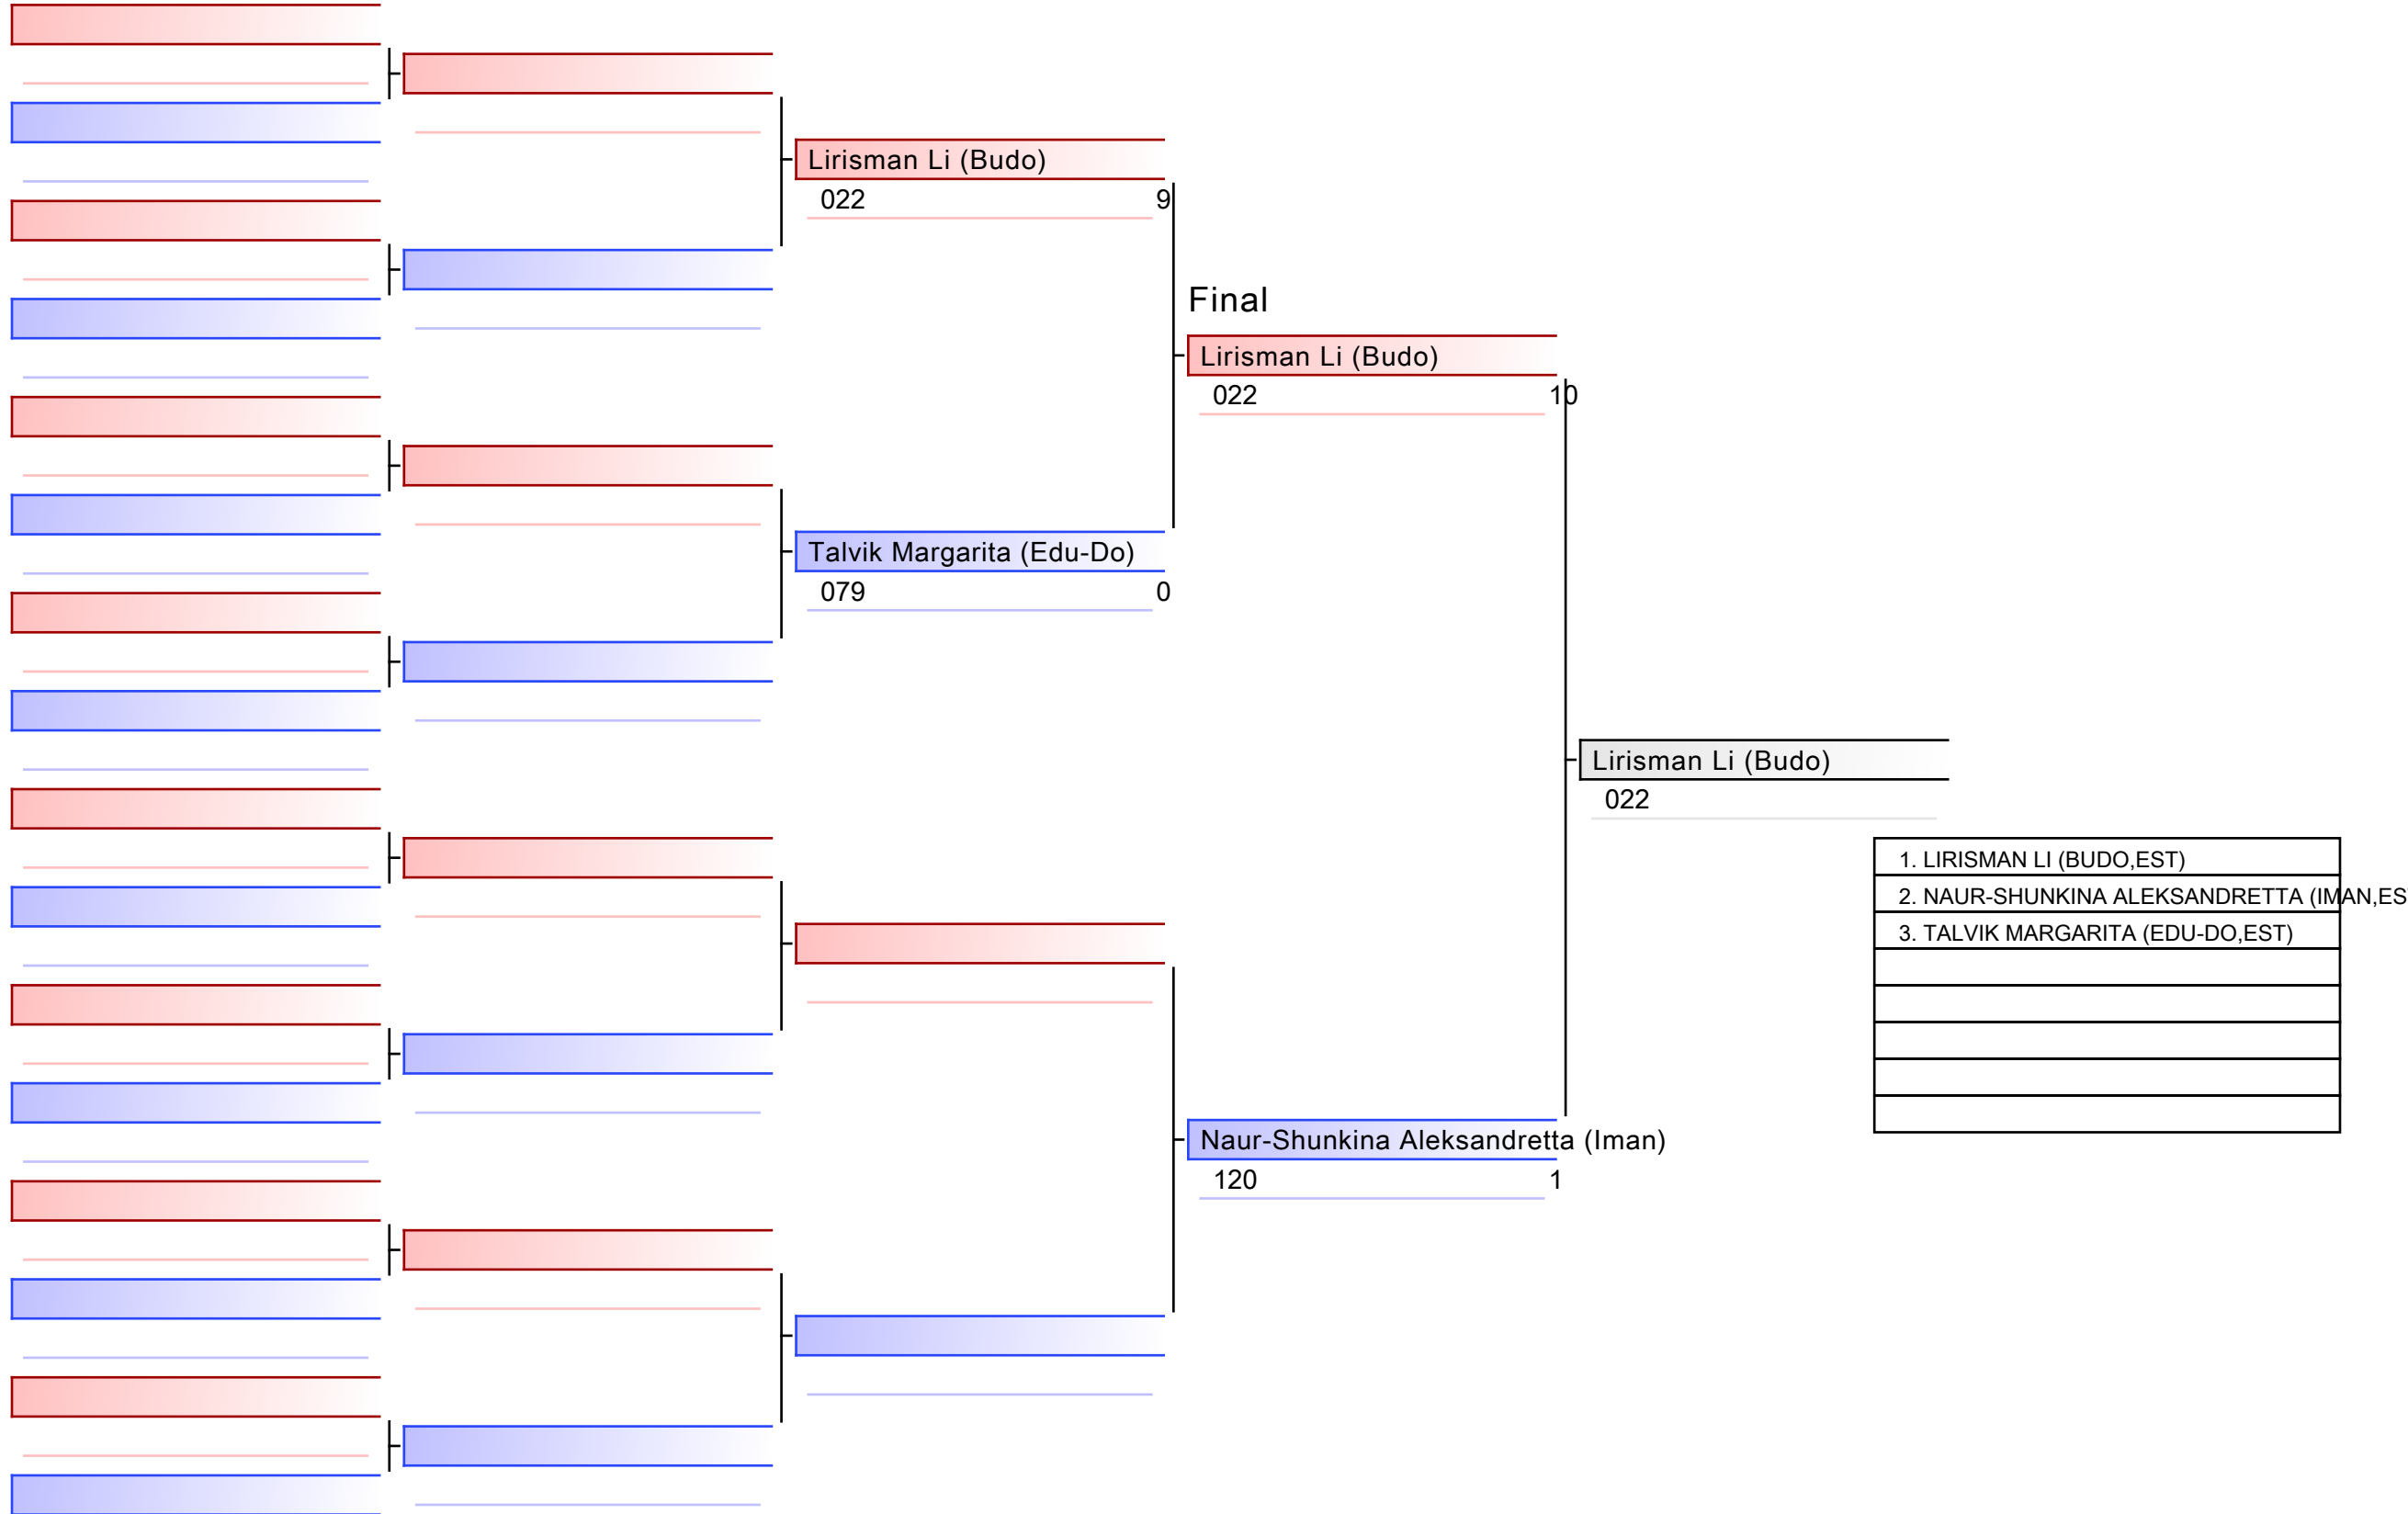 Lirisman Li (Budo)
022 9
Final
Lirisman Li (Budo)
022 10
Talvik Margarita (Edu-Do)
079 0
Lirisman Li (Budo)
022
1. LIRISMAN LI (BUDO,EST)
2. NAUR-SHUNKINA ALEKSANDRETTA (IMAN,ES
3. TALVIK MARGARITA (EDU-DO,EST)
Naur-Shunkina Aleksandretta (Iman)
120 1